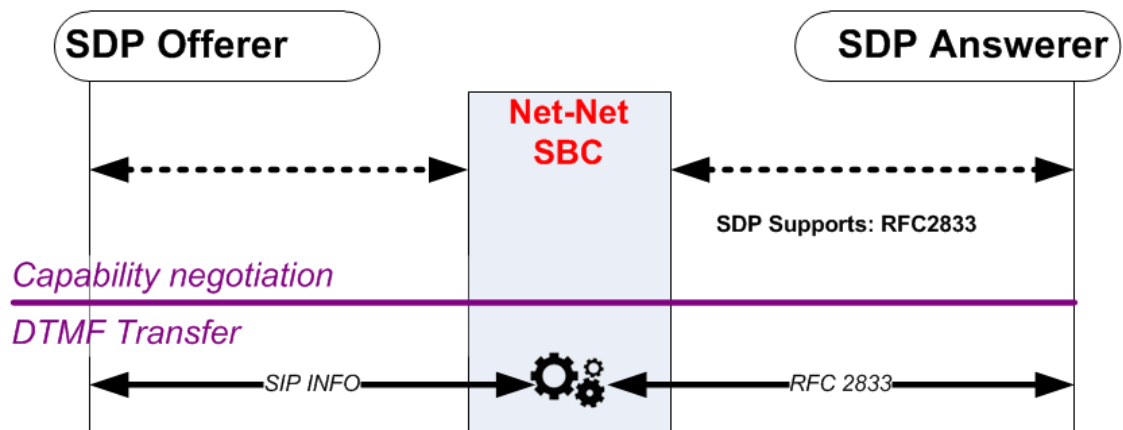 SDP Offerer
SDP Answerer
Net-Net
SBC
SDP Supports: RFC2833
Capability negotiation
DTMF Transfer
SIP INFO
RFC 2833